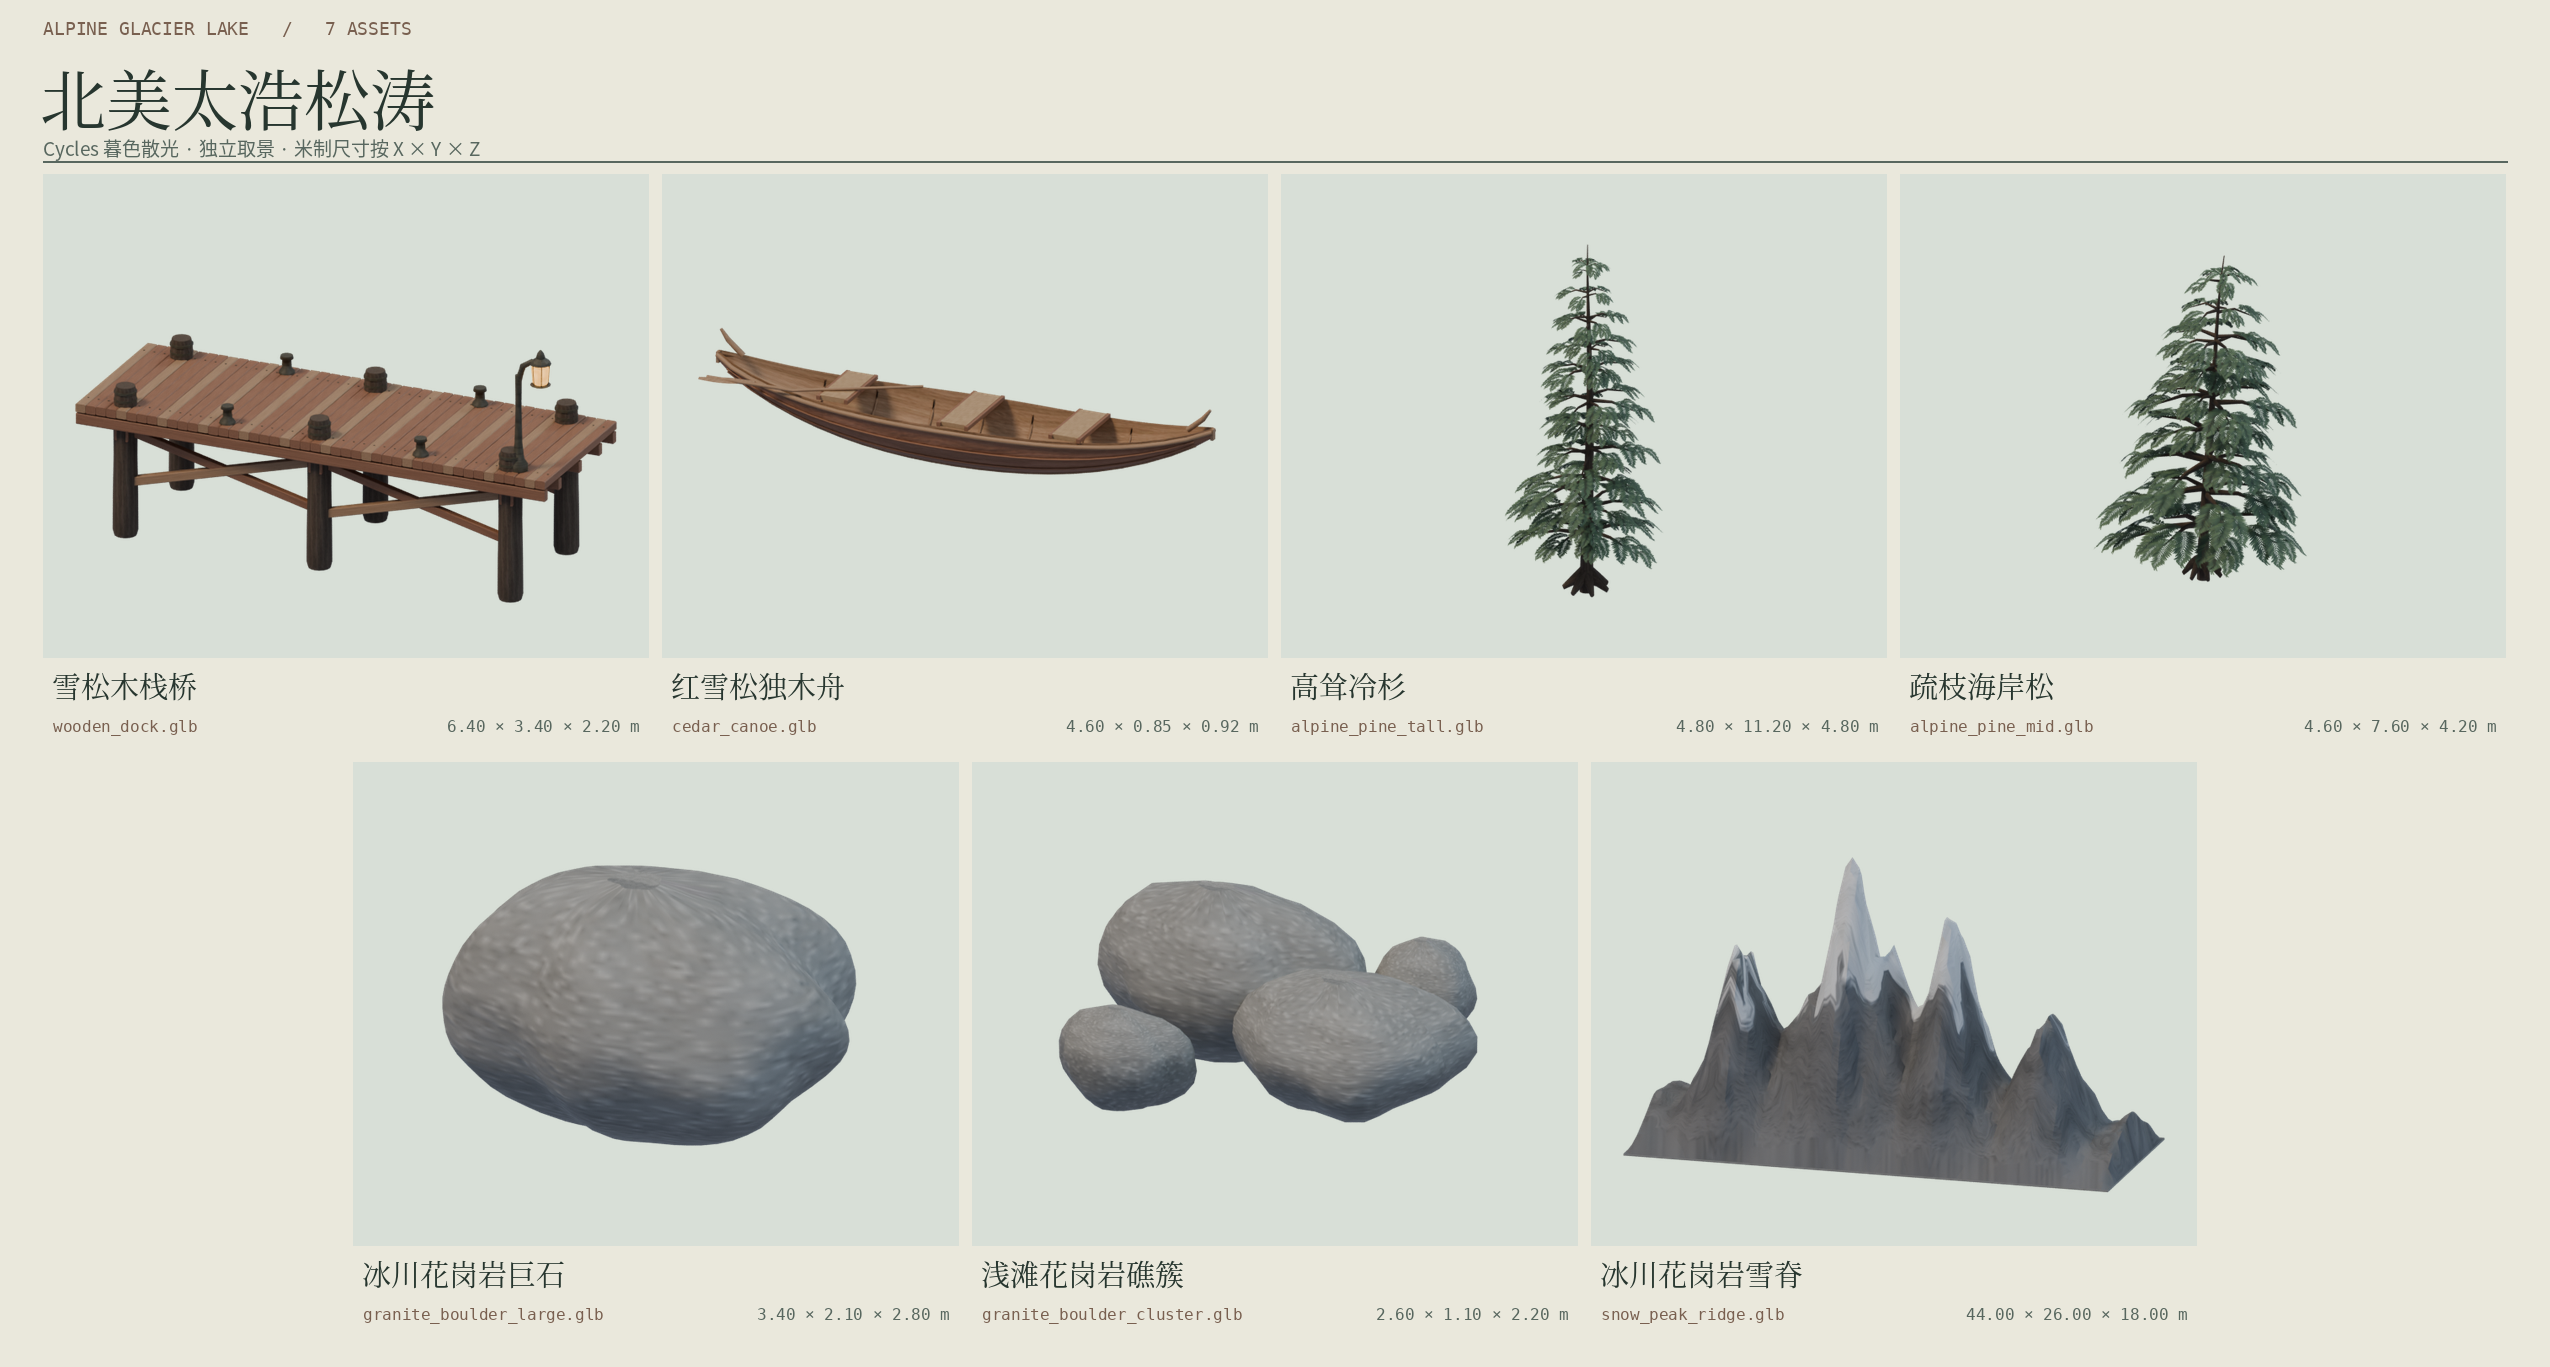 ALPINE GLACIER LAKE / 7 ASSETS
北美太浩松涛
Cycles 暮色散光 · 独立取景 · 米制尺寸按 X × Y × Z
雪松木栈桥
wooden_dock.glb 6.40 × 3.40 × 2.20 m
红雪松独木舟
cedar_canoe.glb 4.60 × 0.85 × 0.92 m
高耸冷杉
alpine_pine_tall.glb 4.80 × 11.20 × 4.80 m
疏枝海岸松
alpine_pine_mid.glb 4.60 × 7.60 × 4.20 m
冰川花岗岩巨石
granite_boulder_large.glb 3.40 × 2.10 × 2.80 m
浅滩花岗岩礁簇
granite_boulder_cluster.glb 2.60 × 1.10 × 2.20 m
冰川花岗岩雪脊
snow_peak_ridge.glb 44.00 × 26.00 × 18.00 m